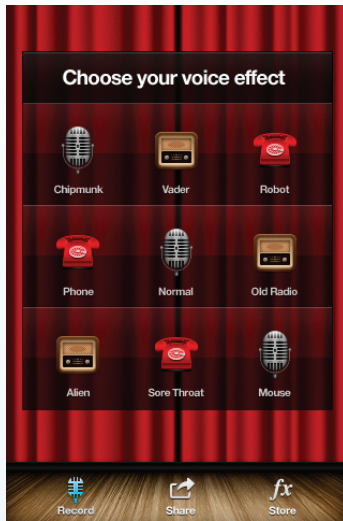 Choose your voice effect
Chipmunk Vader Robot
Phone Normal Old Radio
Alien Sore Throat Mouse
fx
Record Share Store